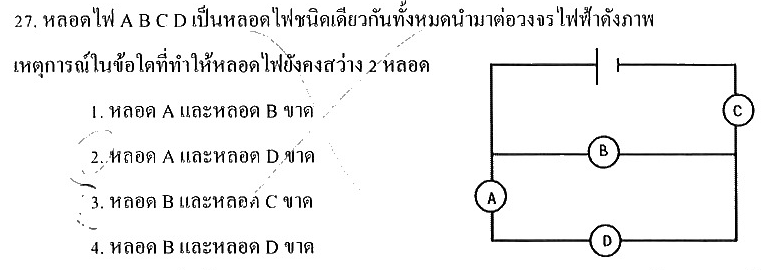 27. หลอดไฟ A B C D เป็นหลอดไฟชนิดเดียวกันทั้งหมดนำมาต่อวงจรไฟฟ้าดังภาพ
เหตุการณ์ในข้อใดที่ทำให้หลอดไฟยังคงสว่าง 2 หลอด
1. หลอด A และหลอด B ขาด
2. หลอด A และหลอด D ขาด
3. หลอด B และหลอด C ขาด
4. หลอด B และหลอด D ขาด
C
B
A
D